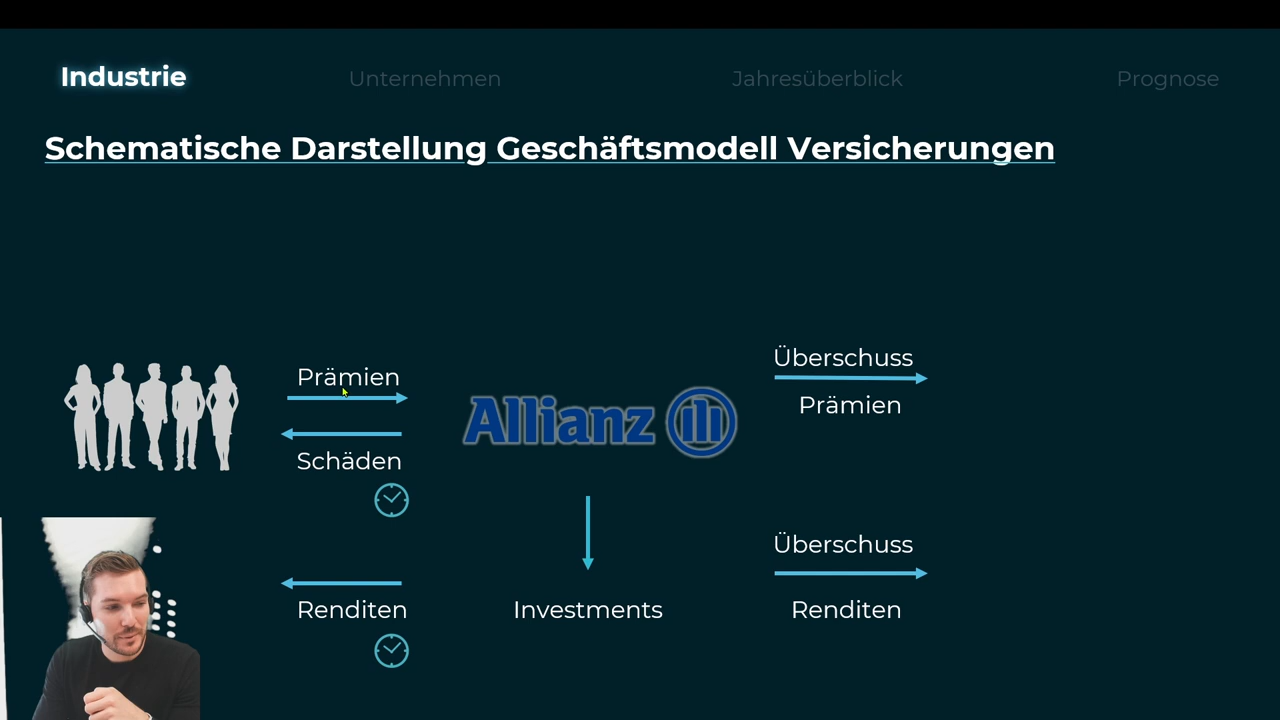 Industrie
Unternehmen
Jahresüberblick
Prognose
Schematische Darstellung Geschäftsmodell Versicherungen
Prämien
Schäden
Allianz
Überschuss
Prämien
Renditen
Investments
Überschuss
Renditen